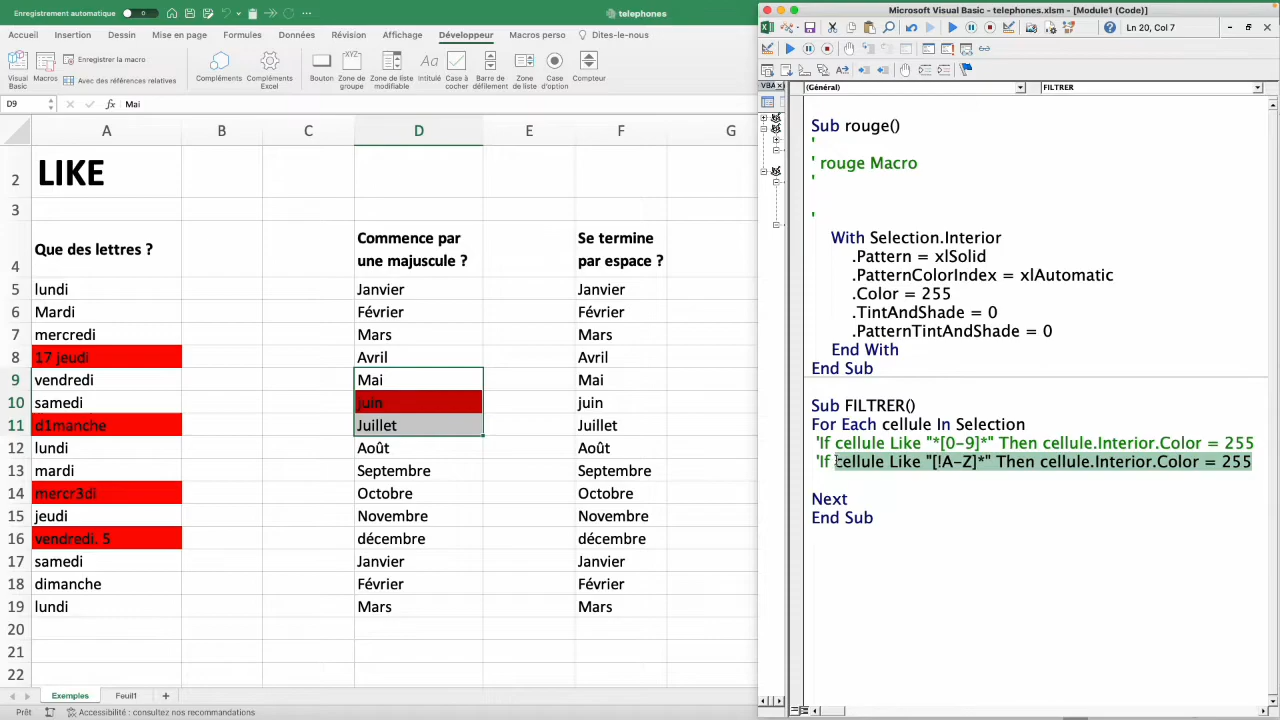 Enregistrement automatique
telephones
Accueil Dessin Mise en page Formul Révision Affichage Développeur Macros perso Dites-le-nous
Visual Basic
Macros
Enregistrer la macro
Avec des références relatives
Compléments
Compléments Excel
Bouton
Zone de groupe
Zone de liste modifiable
Aa
Intitulé
Case à cocher
Barre de défilement
Zone de liste
Case d'option
Compteur
D9 fx Mai
A B C D E F G
2 LIKE
3
4 Que des lettres ? Commence par une majuscule ? Se termine par espace ?
5 lundi Janvier Janvier
6 Mardi Février Février
7 mercredi Mars Mars
8 17 jeudi Avril Avril
9 vendredi Mai Mai
10 samedi juin juin
11 d1manche Juillet Juillet
12 lundi Août Août
13 mardi Septembre Septembre
14 mercr3di Octobre Octobre
15 jeudi Novembre Novembre
16 vendredi. 5 décembre décembre
17 samedi Janvier Janvier
18 dimanche Février Février
19 lundi Mars Mars
20
21
22
Exemples Feuil1 +
Prêt Accessibilité : consultez nos recommandations
Microsoft Visual Basic - telephones.xlsm - [Module1 (Code)]
Ln 20, Col 7
VBA
(Général) FILTRER
Sub rouge()
'
' rouge Macro
'
'
With Selection.Interior
.Pattern = xlSolid
.PatternColorIndex = xlAutomatic
.Color = 255
.TintAndShade = 0
.PatternTintAndShade = 0
End With
End Sub
Sub FILTRER()
For Each cellule In Selection
'If cellule Like "*[0-9]*" Then cellule.Interior.Color = 255
'If cellule Like "[!A-Z]*" Then cellule.Interior.Color = 255
Next
End Sub